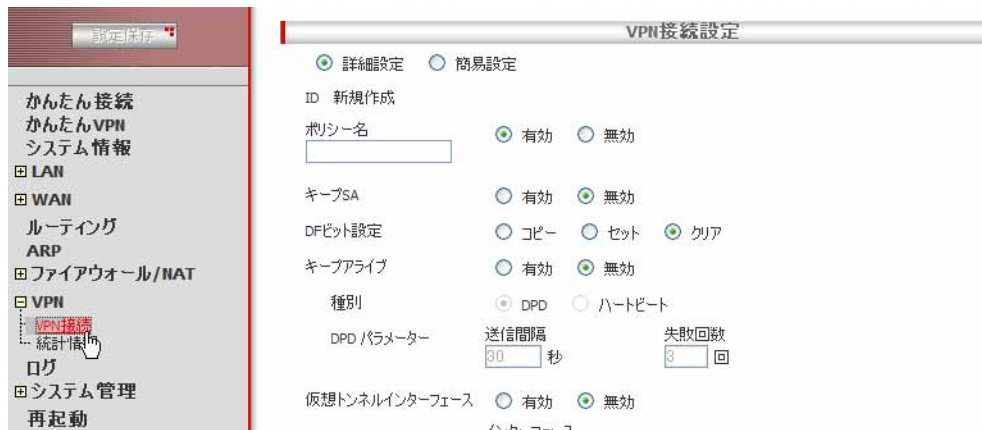 設定保存
かんたん接続
かんたんVPN
システム情報
LAN
WAN
ルーティング
ARP
ファイアウォール/NAT
VPN
VPN接続
統計情報
ログ
システム管理
再起動
VPN接続設定
詳細設定 簡易設定
ID 新規作成
ポリシー名 有効 無効
キープSA 有効 無効
DFビット設定 コピー セット クリア
キープアライブ 有効 無効
種別 DPD ハートビート
DPD パラメーター 送信間隔 失敗回数
30 秒 3 回
仮想トンネルインターフェース 有効 無効